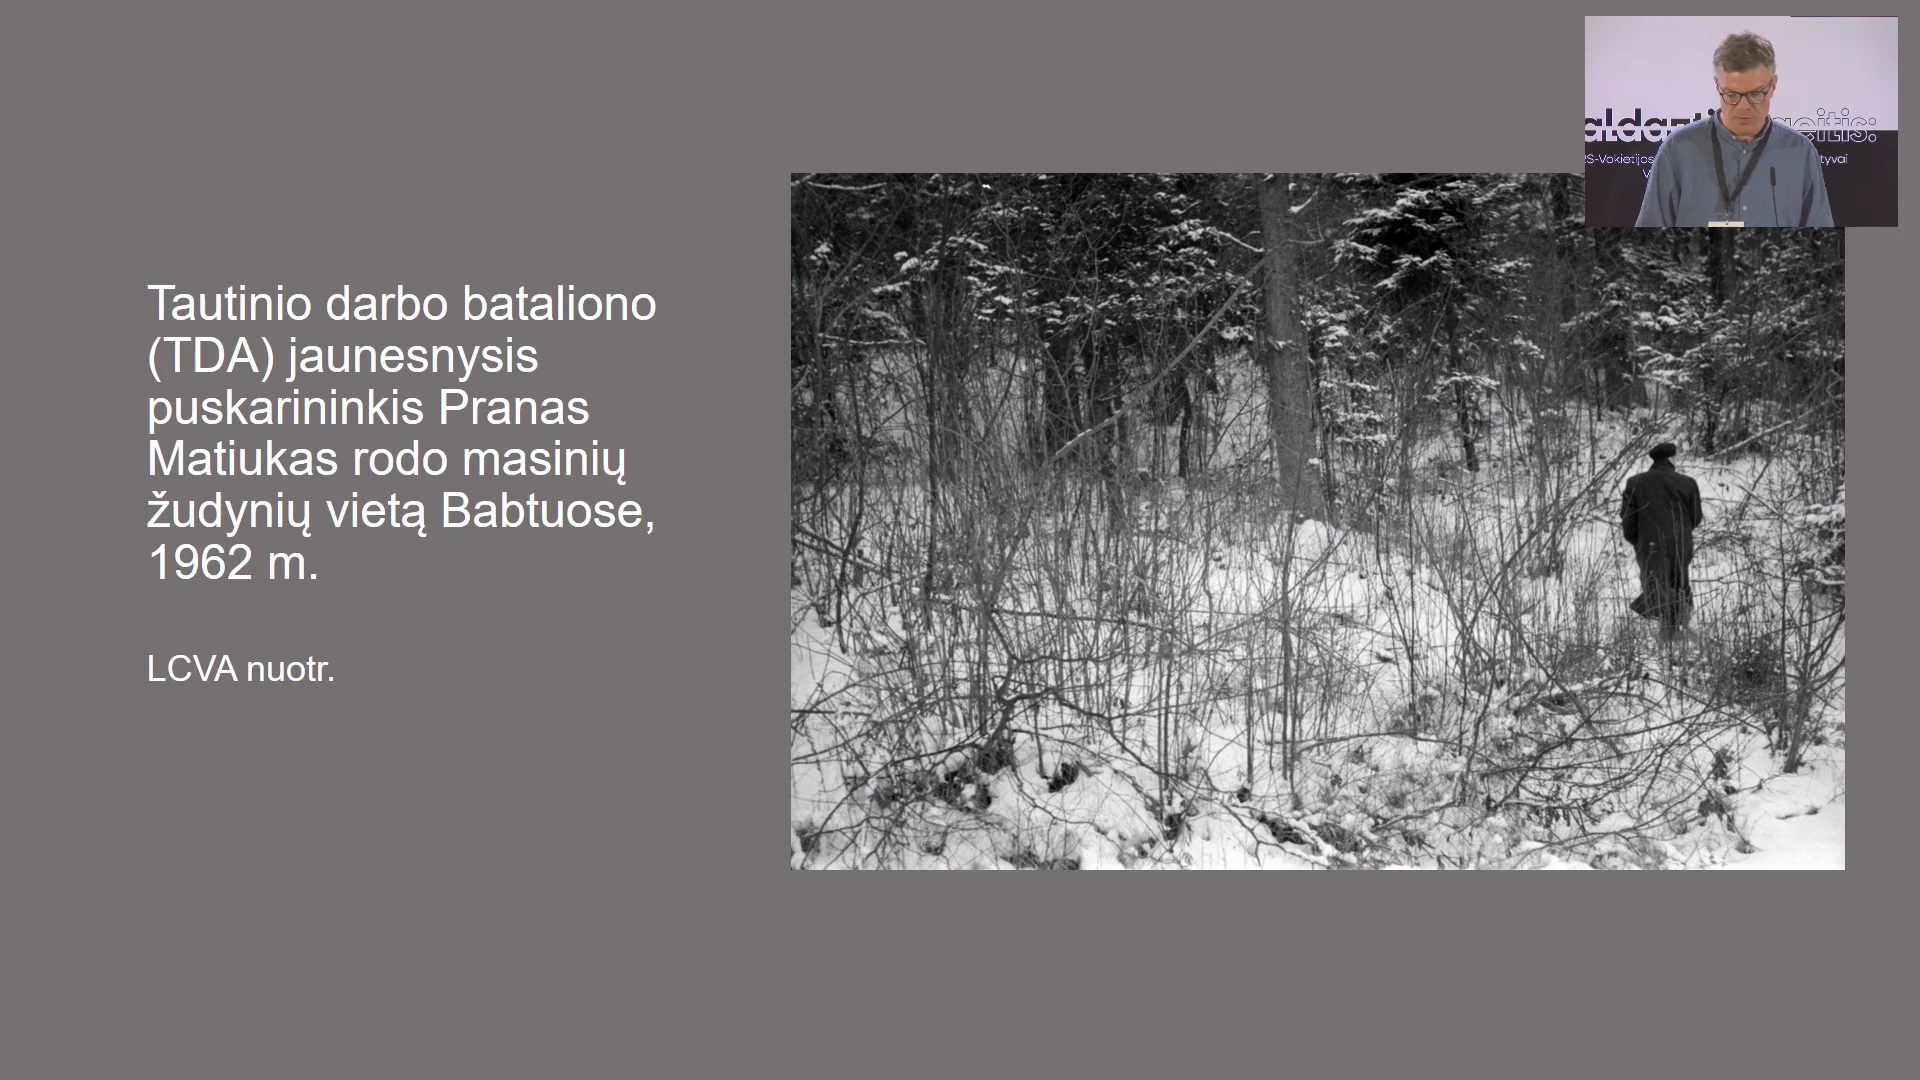 Tautinio darbo bataliono
(TDA) jaunesnysis
puskarininkis Pranas
Matiukas rodo masinių
žudynių vietą Babtuose,
1962 m.
LCVA nuotr.